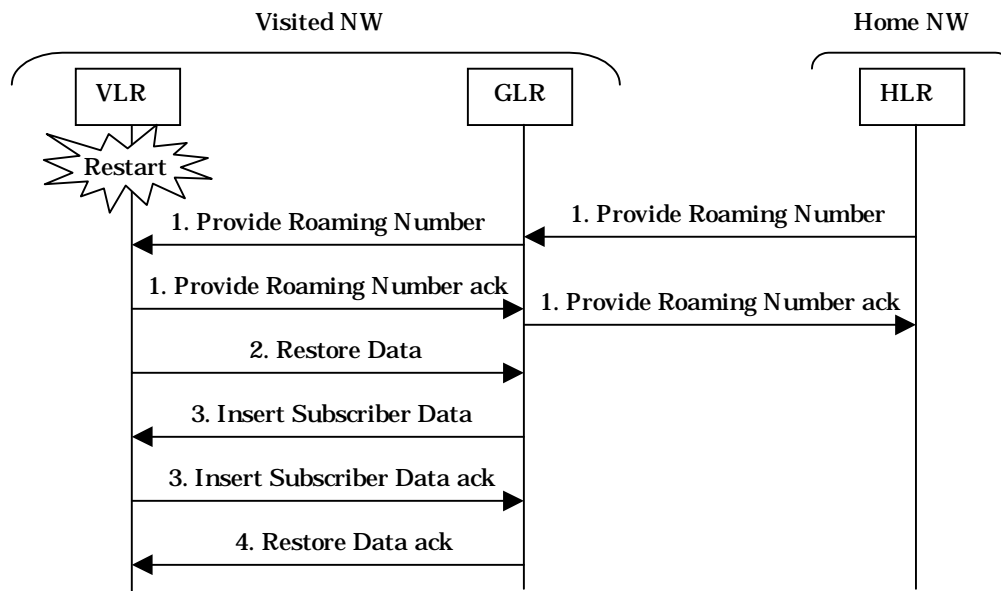 Visited NW
Home NW
VLR
GLR
HLR
Restart
1. Provide Roaming Number
1. Provide Roaming Number
1. Provide Roaming Number ack
1. Provide Roaming Number ack
2. Restore Data
3. Insert Subscriber Data
3. Insert Subscriber Data ack
4. Restore Data ack